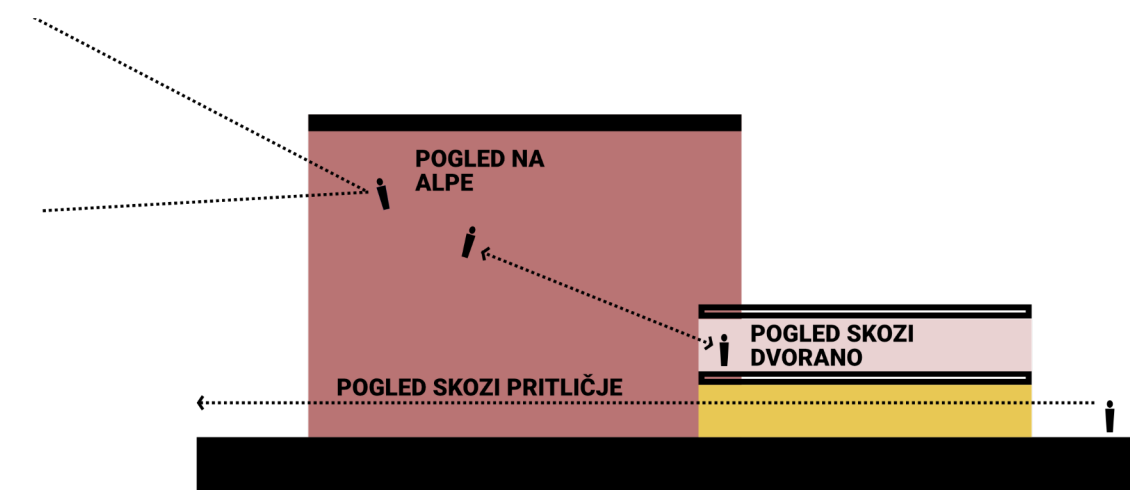 POGLED NA
ALPE
POGLED SKOZI
DVORANO
POGLED SKOZI PRITLIČJE